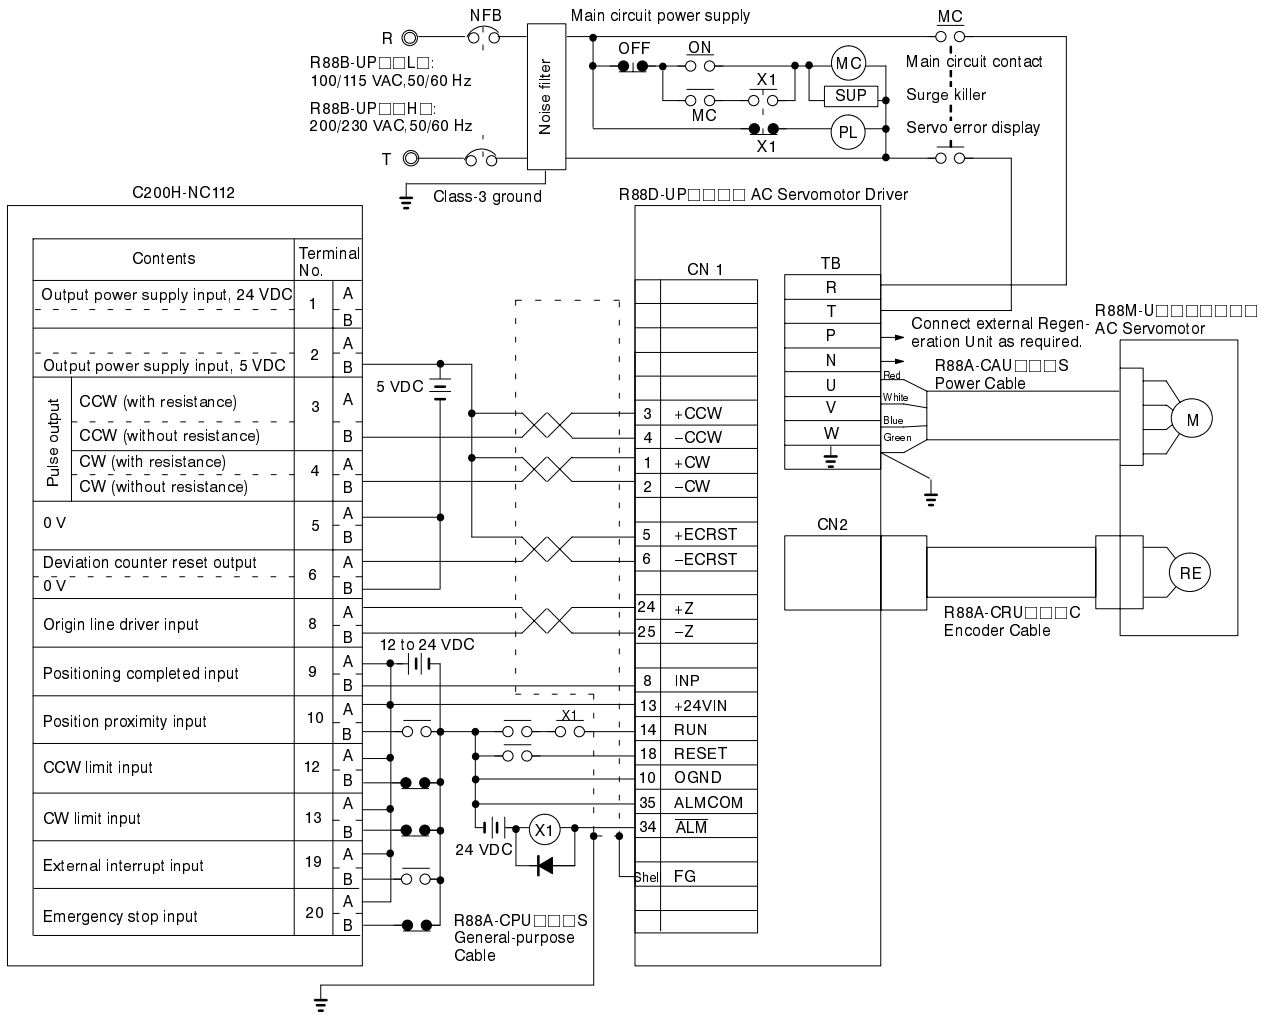 NFB
Main circuit power supply
MC
R
OFF
ON
R88B-UP□□L□:
100/115 VAC,50/60 Hz
R88B-UP□□H□:
200/230 VAC,50/60 Hz
T
Noise filter
MC
X1
SUP
MC
PL
X1
Main circuit contact
Surge killer
Servo error display
Class-3 ground
C200H-NC112
Contents
Terminal
No.
Output power supply input, 24 VDC
1
A
B
Output power supply input, 5 VDC
2
A
B
Pulse output
CCW (with resistance)
3
A
CCW (without resistance)
B
CW (with resistance)
4
A
CW (without resistance)
B
0 V
5
A
B
Deviation counter reset output
6
A
0 V
B
Origin line driver input
8
A
B
Positioning completed input
9
A
B
Position proximity input
10
A
B
CCW limit input
12
A
B
CW limit input
13
A
B
External interrupt input
19
A
B
Emergency stop input
20
A
B
5 VDC
12 to 24 VDC
X1
24 VDC
X1
R88A-CPU□□□S
General-purpose
Cable
R88D-UP□□□□ AC Servomotor Driver
CN 1
3 +CCW
4 −CCW
1 +CW
2 −CW
5 +ECRST
6 −ECRST
24 +Z
25 −Z
8 INP
13 +24VIN
14 RUN
18 RESET
10 OGND
35 ALMCOM
34 ALM
Shell FG
TB
R
T
P
N
U
V
W
CN2
Connect external Regen-
eration Unit as required.
R88A-CAU□□□S
Power Cable
Red
White
Blue
Green
R88M-U□□□□□□□
AC Servomotor
M
RE
R88A-CRU□□□C
Encoder Cable